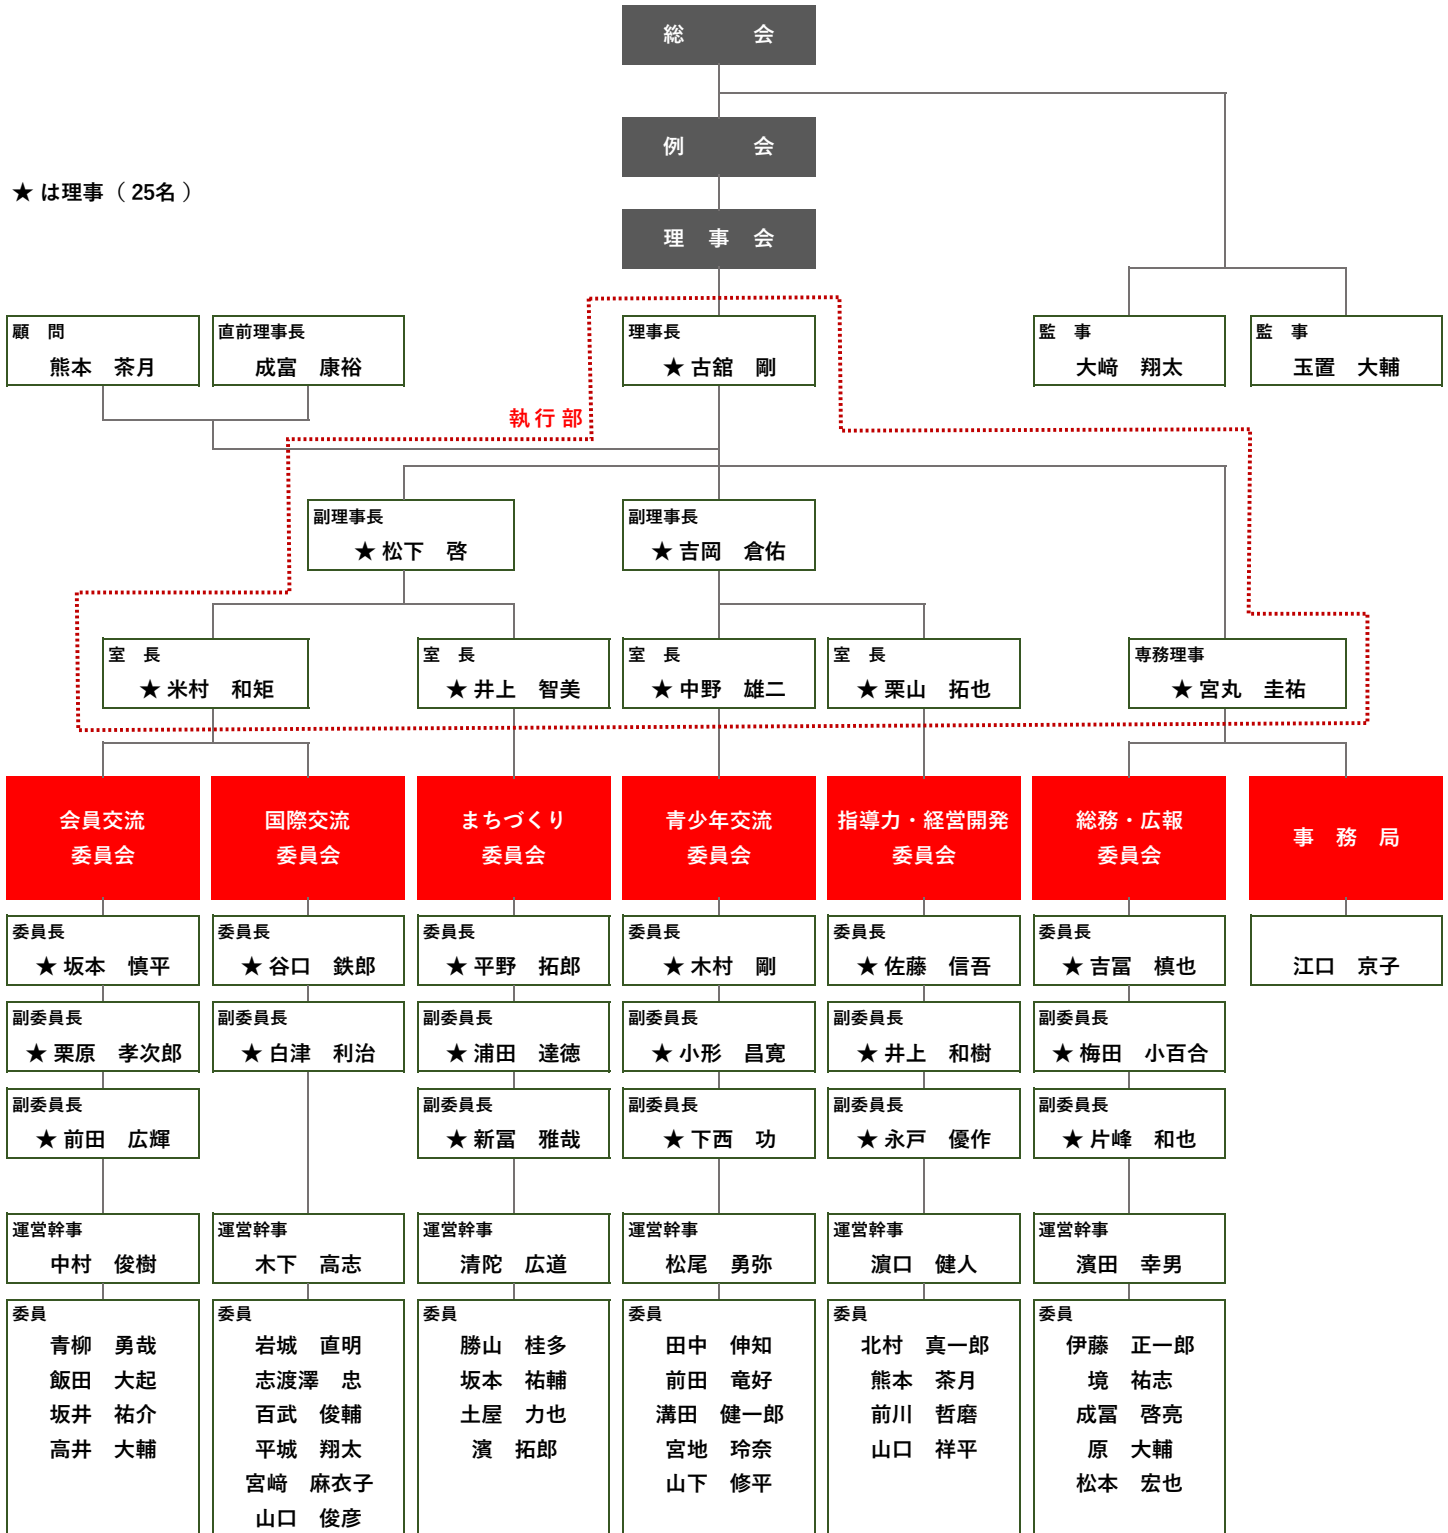 総　会
例　会
★ は理事（ 25名 ）
理　事　会
顧　問
熊本　茶月
直前理事長
成富　康裕
理事長
★ 古舘　剛
監　事
大﨑　翔太
監　事
玉置　大輔
執 行 部
副理事長
★ 松下　啓
副理事長
★ 吉岡　倉佑
室　長
★ 米村　和矩
室　長
★ 井上　智美
室　長
★ 中野　雄二
室　長
★ 栗山　拓也
専務理事
★ 宮丸　圭祐
会員交流
委員会
国際交流
委員会
まちづくり
委員会
青少年交流
委員会
指導力・経営開発
委員会
総務・広報
委員会
事　務　局
委員長
★ 坂本　慎平
委員長
★ 谷口　鉄郎
委員長
★ 平野　拓郎
委員長
★ 木村　剛
委員長
★ 佐藤　信吾
委員長
★ 吉冨　槙也
江口　京子
副委員長
★ 栗原　孝次郎
副委員長
★ 白津　利治
副委員長
★ 浦田　達徳
副委員長
★ 小形　昌寛
副委員長
★ 井上　和樹
副委員長
★ 梅田　小百合
副委員長
★ 前田　広輝
副委員長
★ 新冨　雅哉
副委員長
★ 下西　功
副委員長
★ 永戸　優作
副委員長
★ 片峰　和也
運営幹事
中村　俊樹
運営幹事
木下　高志
運営幹事
清陀　広道
運営幹事
松尾　勇弥
運営幹事
濵口　健人
運営幹事
濱田　幸男
委員
青柳　勇哉
飯田　大起
坂井　祐介
高井　大輔
委員
岩城　直明
志渡澤　忠
百武　俊輔
平城　翔太
宮﨑　麻衣子
山口　俊彦
委員
勝山　桂多
坂本　祐輔
土屋　力也
濱　拓郎
委員
田中　伸知
前田　竜好
溝田　健一郎
宮地　玲奈
山下　修平
委員
北村　真一郎
熊本　茶月
前川　哲磨
山口　祥平
委員
伊藤　正一郎
境　祐志
成冨　啓亮
原　大輔
松本　宏也